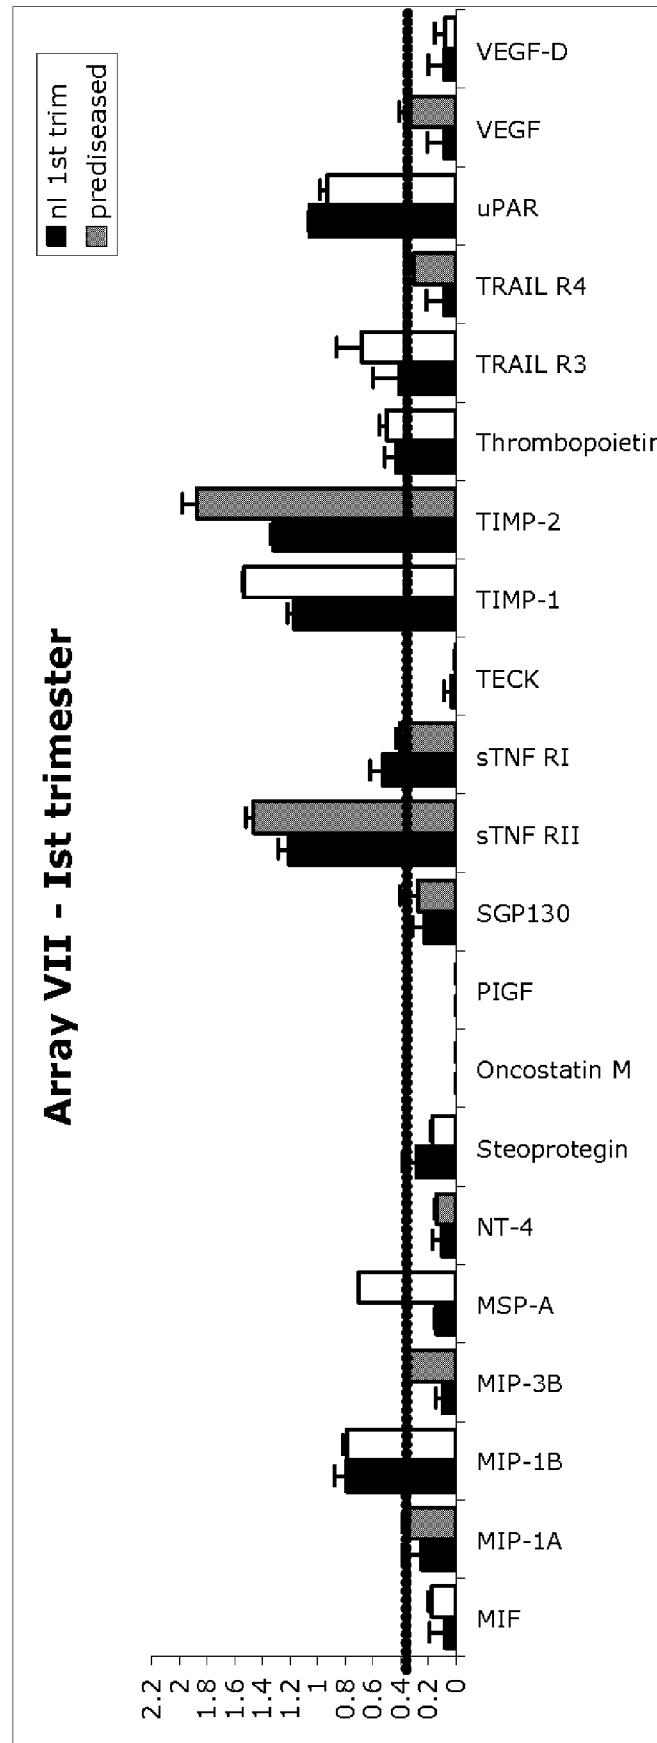 Array VII - Ist trimester
nl 1st trim
prediseased
2.2
2
1.8
1.6
1.4
1.2
1
0.8
0.6
0.4
0.2
0
MIF
MIP-1A
MIP-1B
MIP-3B
MSP-A
NT-4
Steoprotegin
Oncostatin M
PIGF
SGP130
sTNF RII
sTNF RI
TECK
TIMP-1
TIMP-2
Thrombopoietin
TRAIL R3
TRAIL R4
uPAR
VEGF
VEGF-D